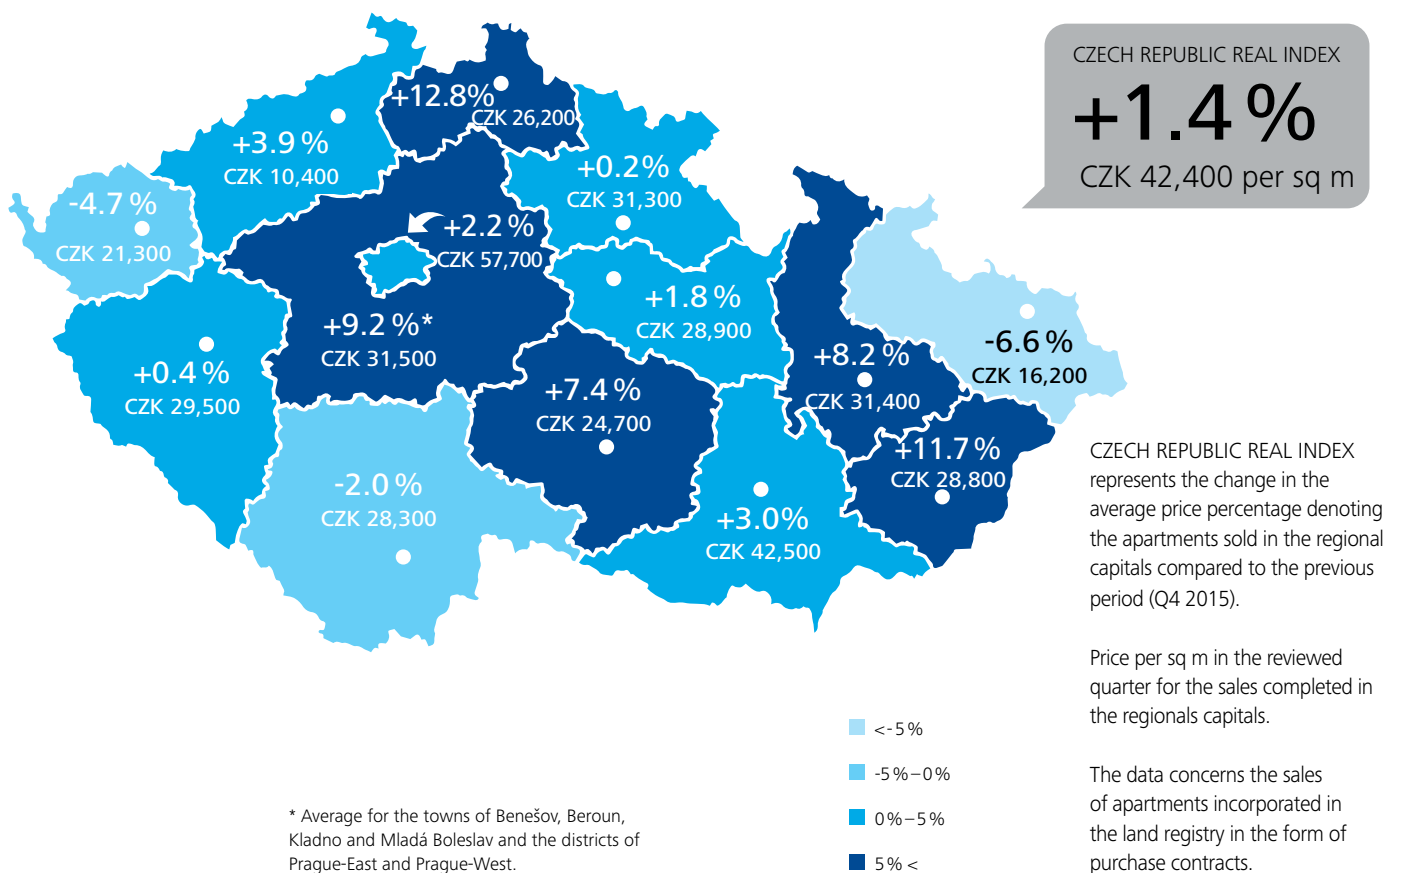 CZECH REPUBLIC REAL INDEX
+1.4 %
CZK 42,400 per sq m
+12.8%
CZK 26,200
+3.9 %
CZK 10,400
+0.2%
CZK 31,300
-4.7 %
CZK 21,300
+2.2 %
CZK 57,700
+1.8 %
CZK 28,900
+9.2 %*
CZK 31,500
-6.6 %
CZK 16,200
+8.2 %
CZK 31,400
+0.4 %
CZK 29,500
+7.4 %
CZK 24,700
+11.7 %
CZK 28,800
-2.0 %
CZK 28,300
+3.0%
CZK 42,500
CZECH REPUBLIC REAL INDEX
represents the change in the
average price percentage denoting
the apartments sold in the regional
capitals compared to the previous
period (Q4 2015).
Price per sq m in the reviewed
quarter for the sales completed in
the regionals capitals.
The data concerns the sales
of apartments incorporated in
the land registry in the form of
purchase contracts.
<-5 %
-5 %–0 %
0 %–5 %
5 % <
* Average for the towns of Benešov, Beroun,
Kladno and Mladá Boleslav and the districts of
Prague-East and Prague-West.